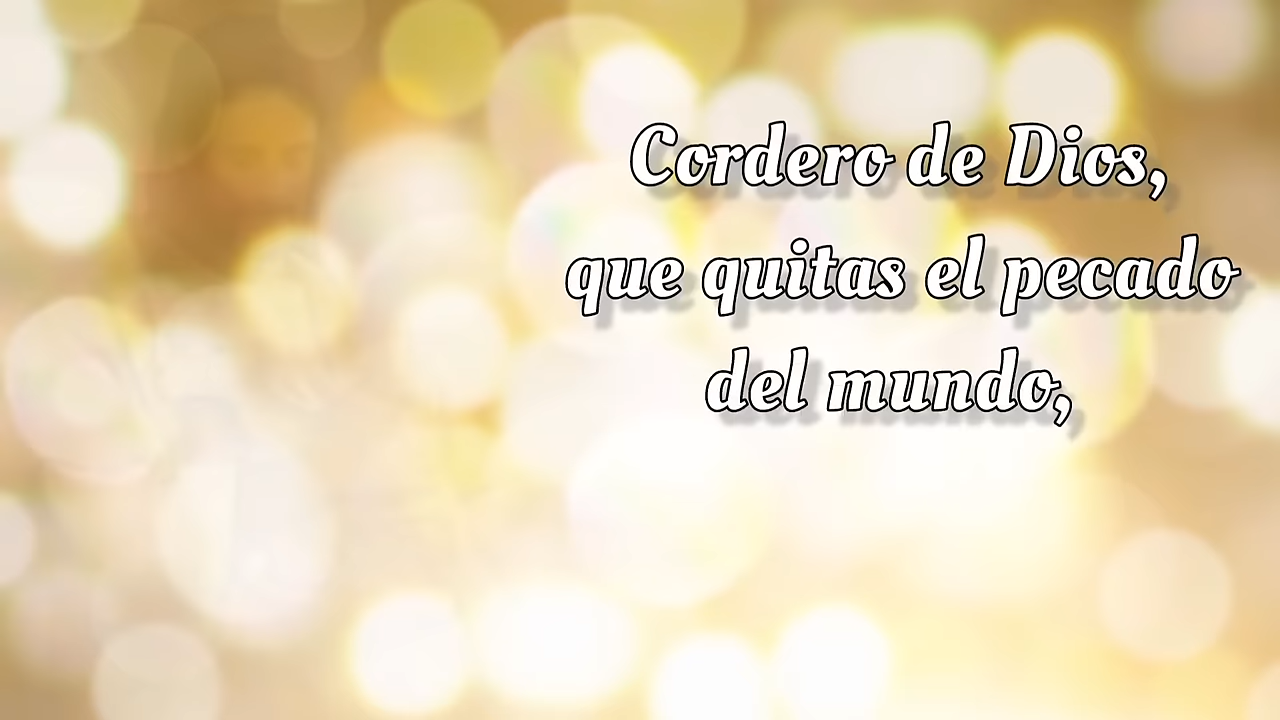 Cordero de Dios,
que quitas el pecado
del mundo,